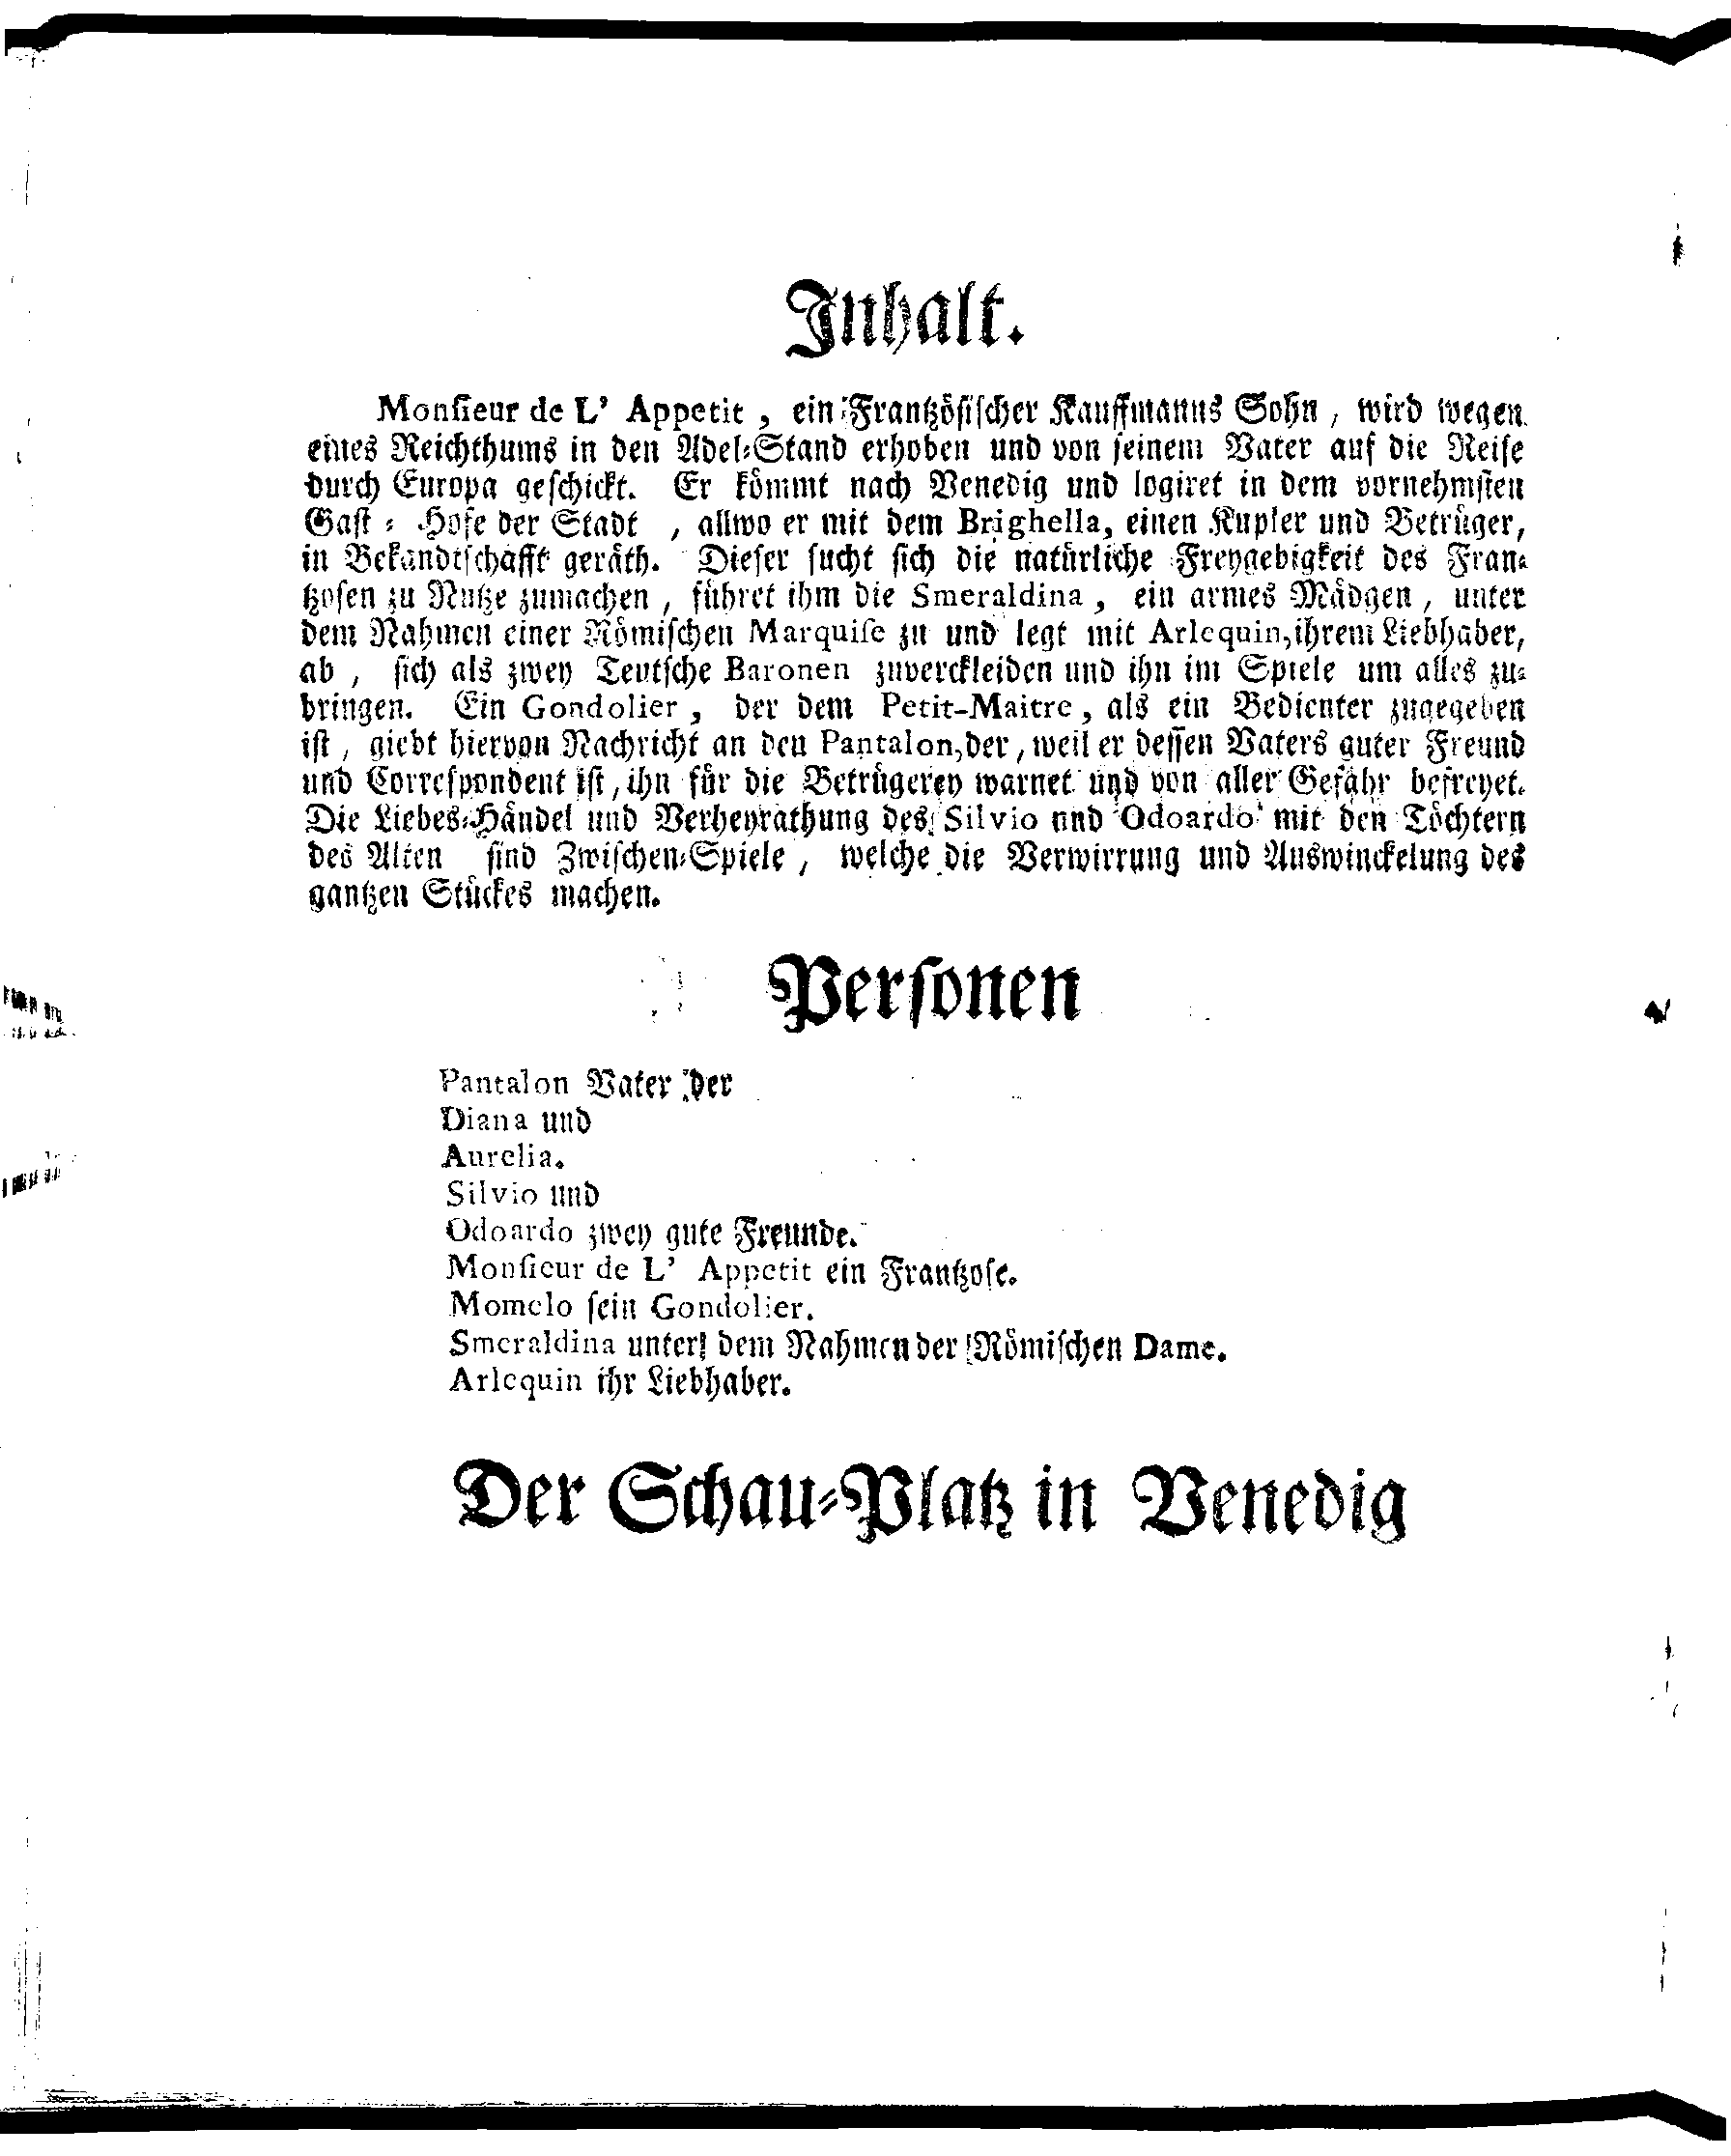 Inhalt.
Monsieur de L' Appetit, ein Frantzösischer Kauffmanns Sohn, wird wegen
eines Reichthums in den Adel-Stand erhoben und von seinem Vater auf die Reise
durch Europa geschickt. Er kömmt nach Venedig und logiret in dem vornehmsten
Gast-Hofe der Stadt, allwo er mit dem Brighella, einen Kupler und Betrüger,
in Bekandtschafft geräth. Dieser sucht sich die natürliche Freygebigkeit des Fran-
tzosen zu Nutze zumachen, führet ihm die Smeraldina, ein armes Mädgen, unter
dem Nahmen einer Römischen Marquise zu und legt mit Arlequin, ihrem Liebhaber,
ab, sich als zwey Teutsche Baronen zuverckleiden und ihn im Spiele um alles zu-
bringen. Ein Gondolier, der dem Petit-Maitre, als ein Bedienter zugegeben
ist, giebt hiervon Nachricht an den Pantalon, der, weil er dessen Vaters guter Freund
und Correspondent ist, ihn für die Betrügerey warnet und von aller Gefahr befreyet.
Die Liebes-Händel und Verheyrathung des Silvio und Odoardo mit den Töchtern
des Alten sind Zwischen-Spiele, welche die Verwirrung und Auswinckelung des
gantzen Stückes machen.
Personen
Pantalon Vater der
Diana und
Aurelia.
Silvio und
Odoardo zwey gute Freunde.
Monsieur de L' Appetit ein Frantzose.
Momolo sein Gondolier.
Smeraldina unter dem Nahmen der Römischen Dame.
Arlequin ihr Liebhaber.
Der Schau-Platz in Venedig